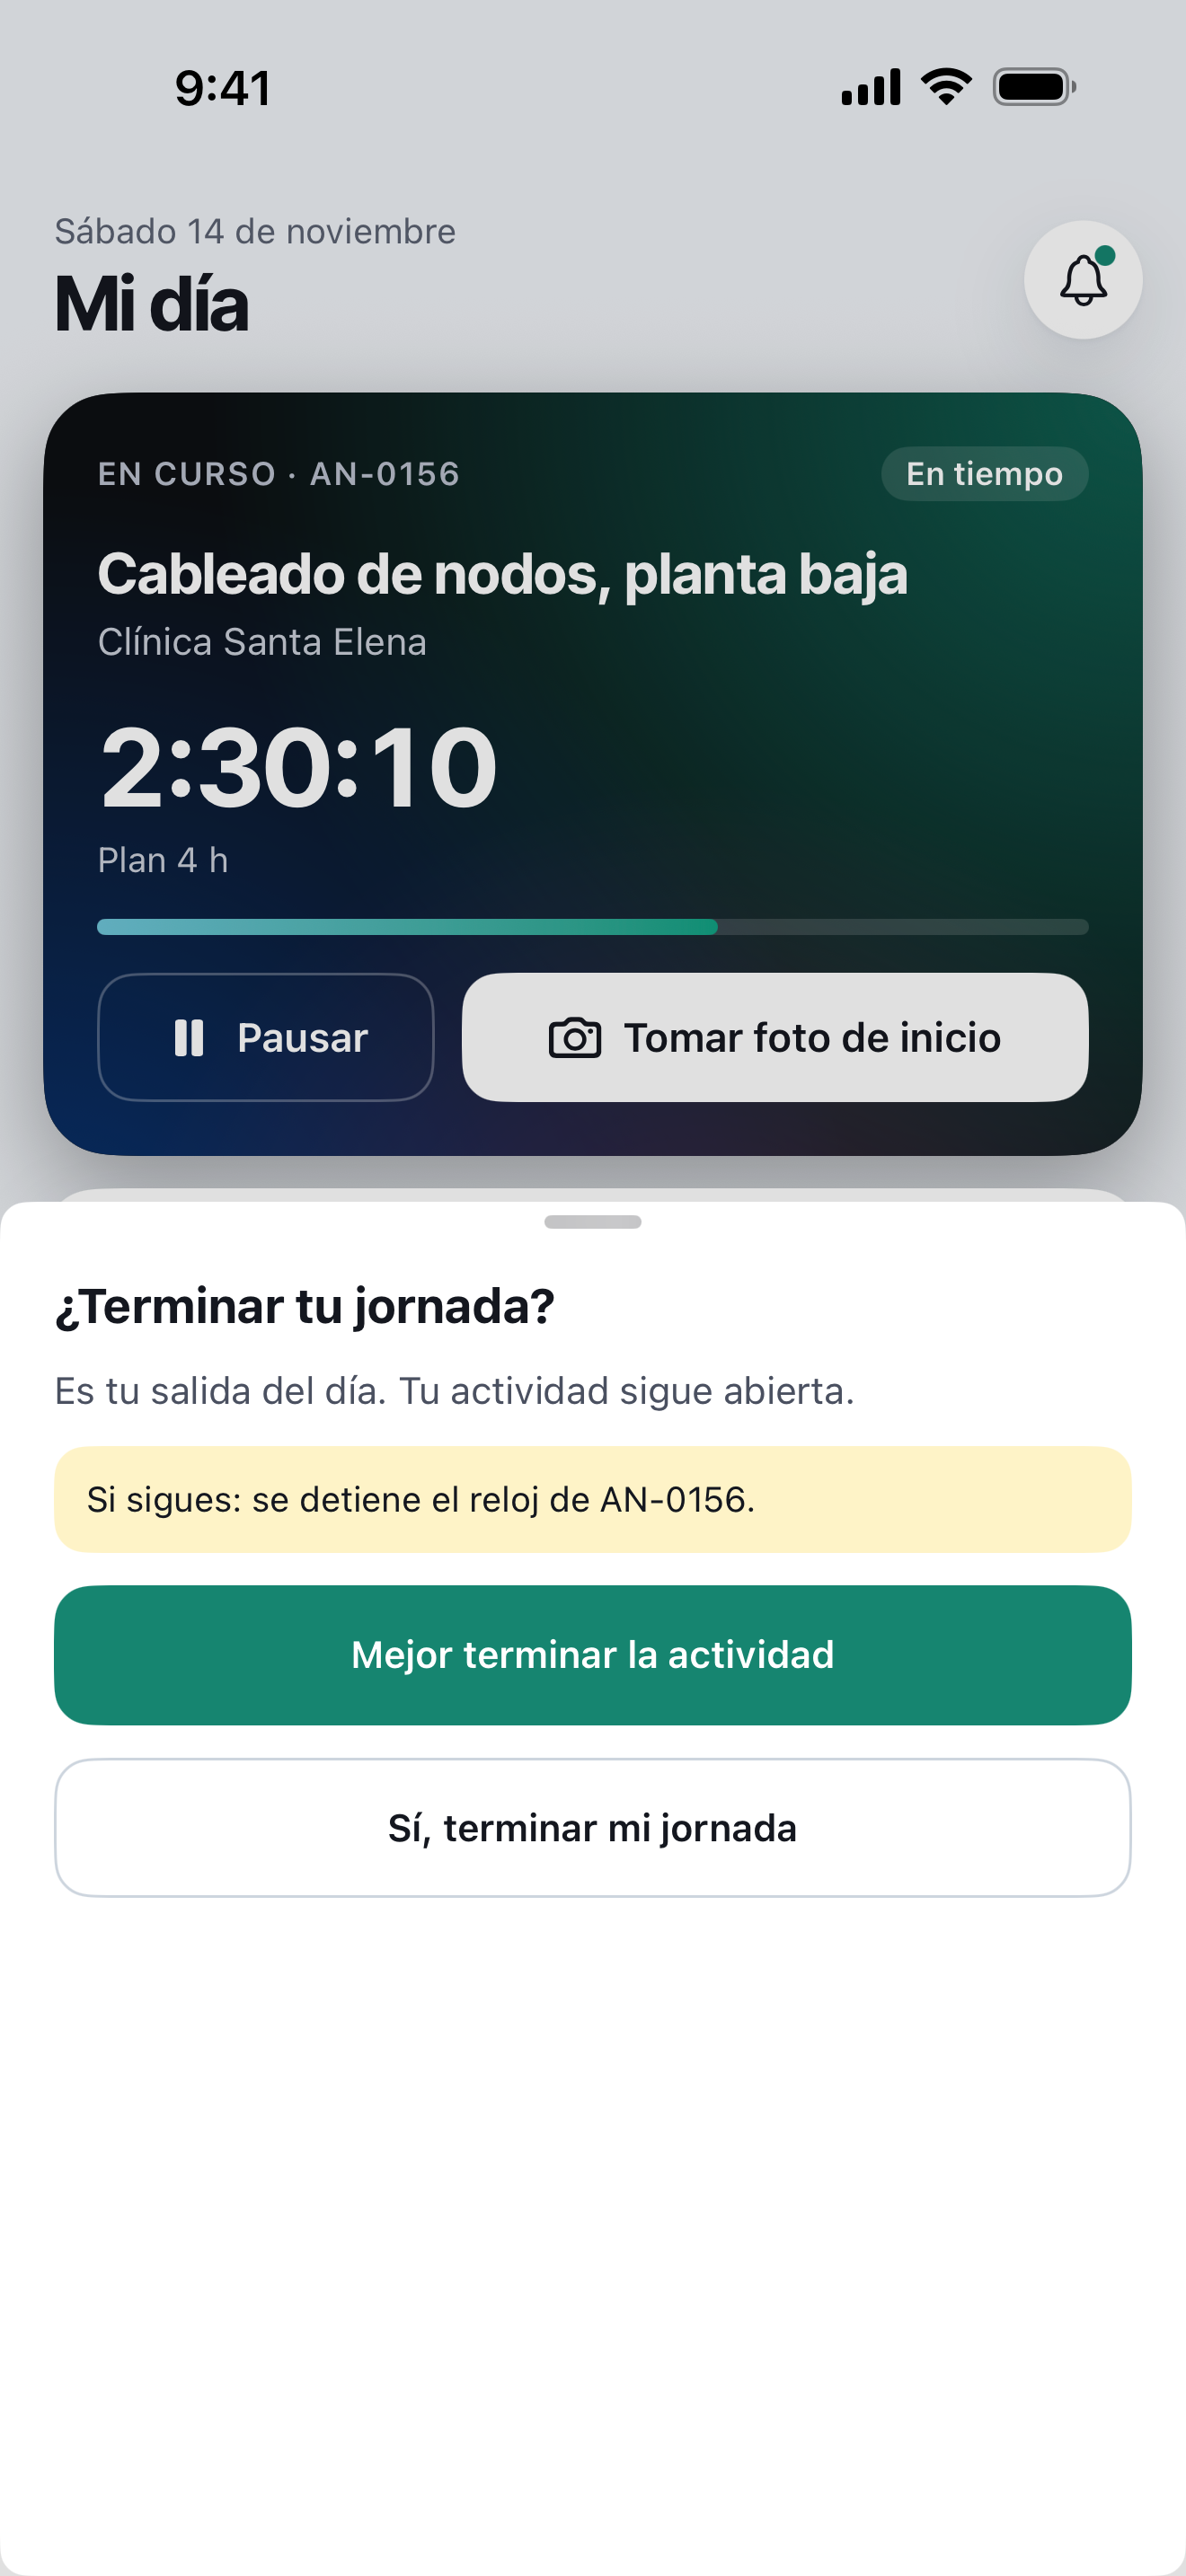 9:41
Sábado 14 de noviembre
Mi día
EN CURSO · AN-0156
En tiempo
Cableado de nodos, planta baja
Clínica Santa Elena
2:30:10
Plan 4 h
Pausar
Tomar foto de inicio
¿Terminar tu jornada?
Es tu salida del día. Tu actividad sigue abierta.
Si sigues: se detiene el reloj de AN-0156.
Mejor terminar la actividad
Sí, terminar mi jornada